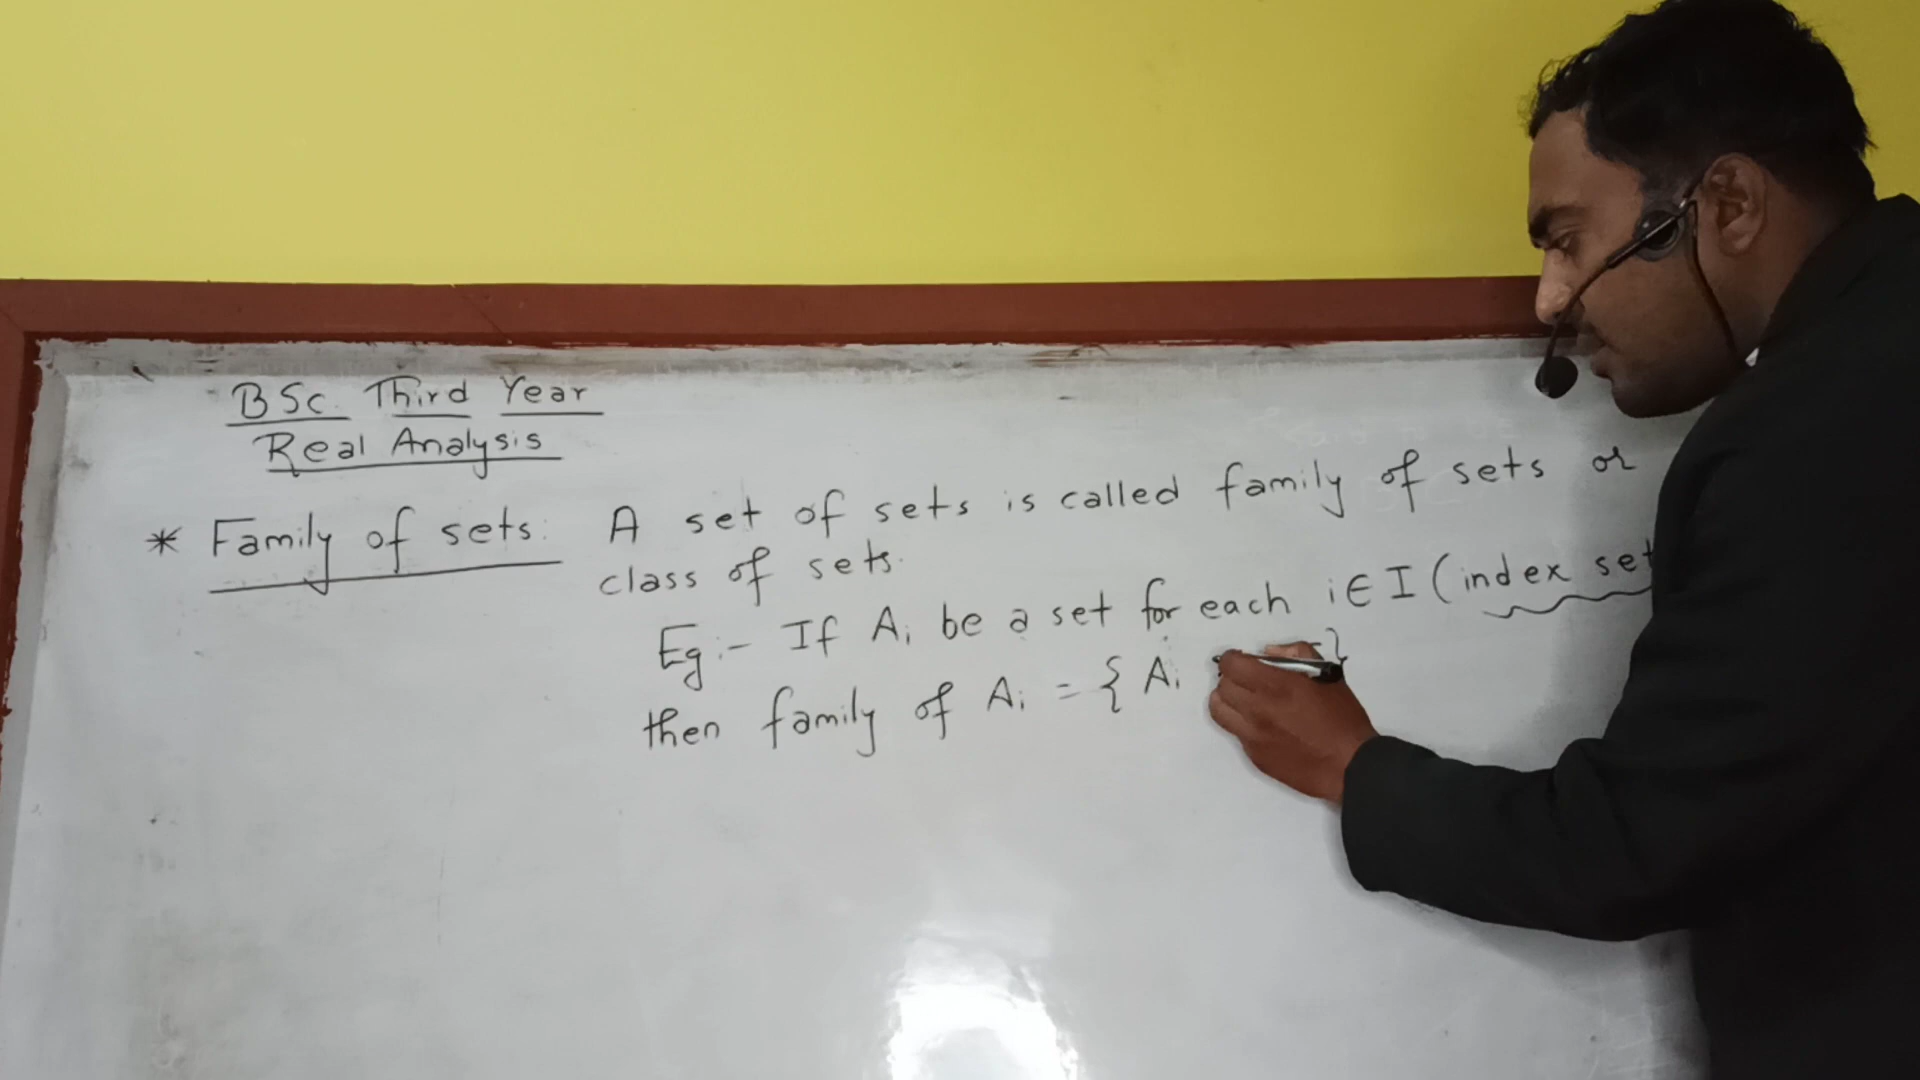 BSc. Third Year
Real Analysis
* Family of sets: A set of sets is called family of sets or
class of sets.
Eg:- If Aᵢ be a set for each i∈I (index set
then family of Aᵢ = { Aᵢ }